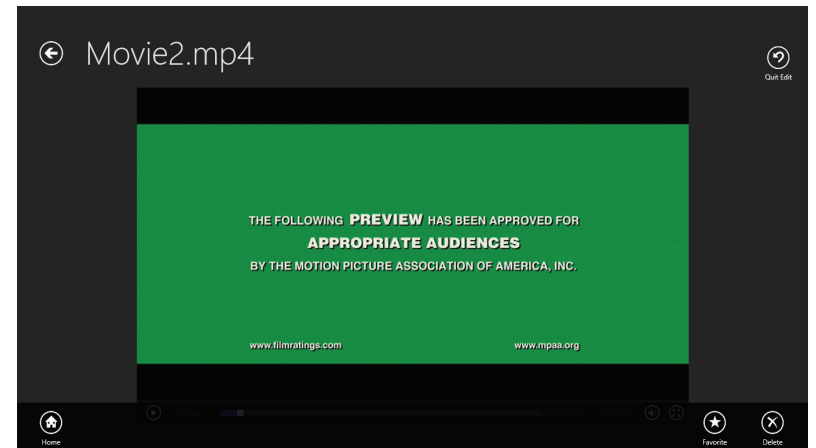 Movie2.mp4
Quit Edit
THE FOLLOWING PREVIEW HAS BEEN APPROVED FOR
APPROPRIATE AUDIENCES
BY THE MOTION PICTURE ASSOCIATION OF AMERICA, INC.
www.filmratings.com www.mpaa.org
Home Favorite Delete